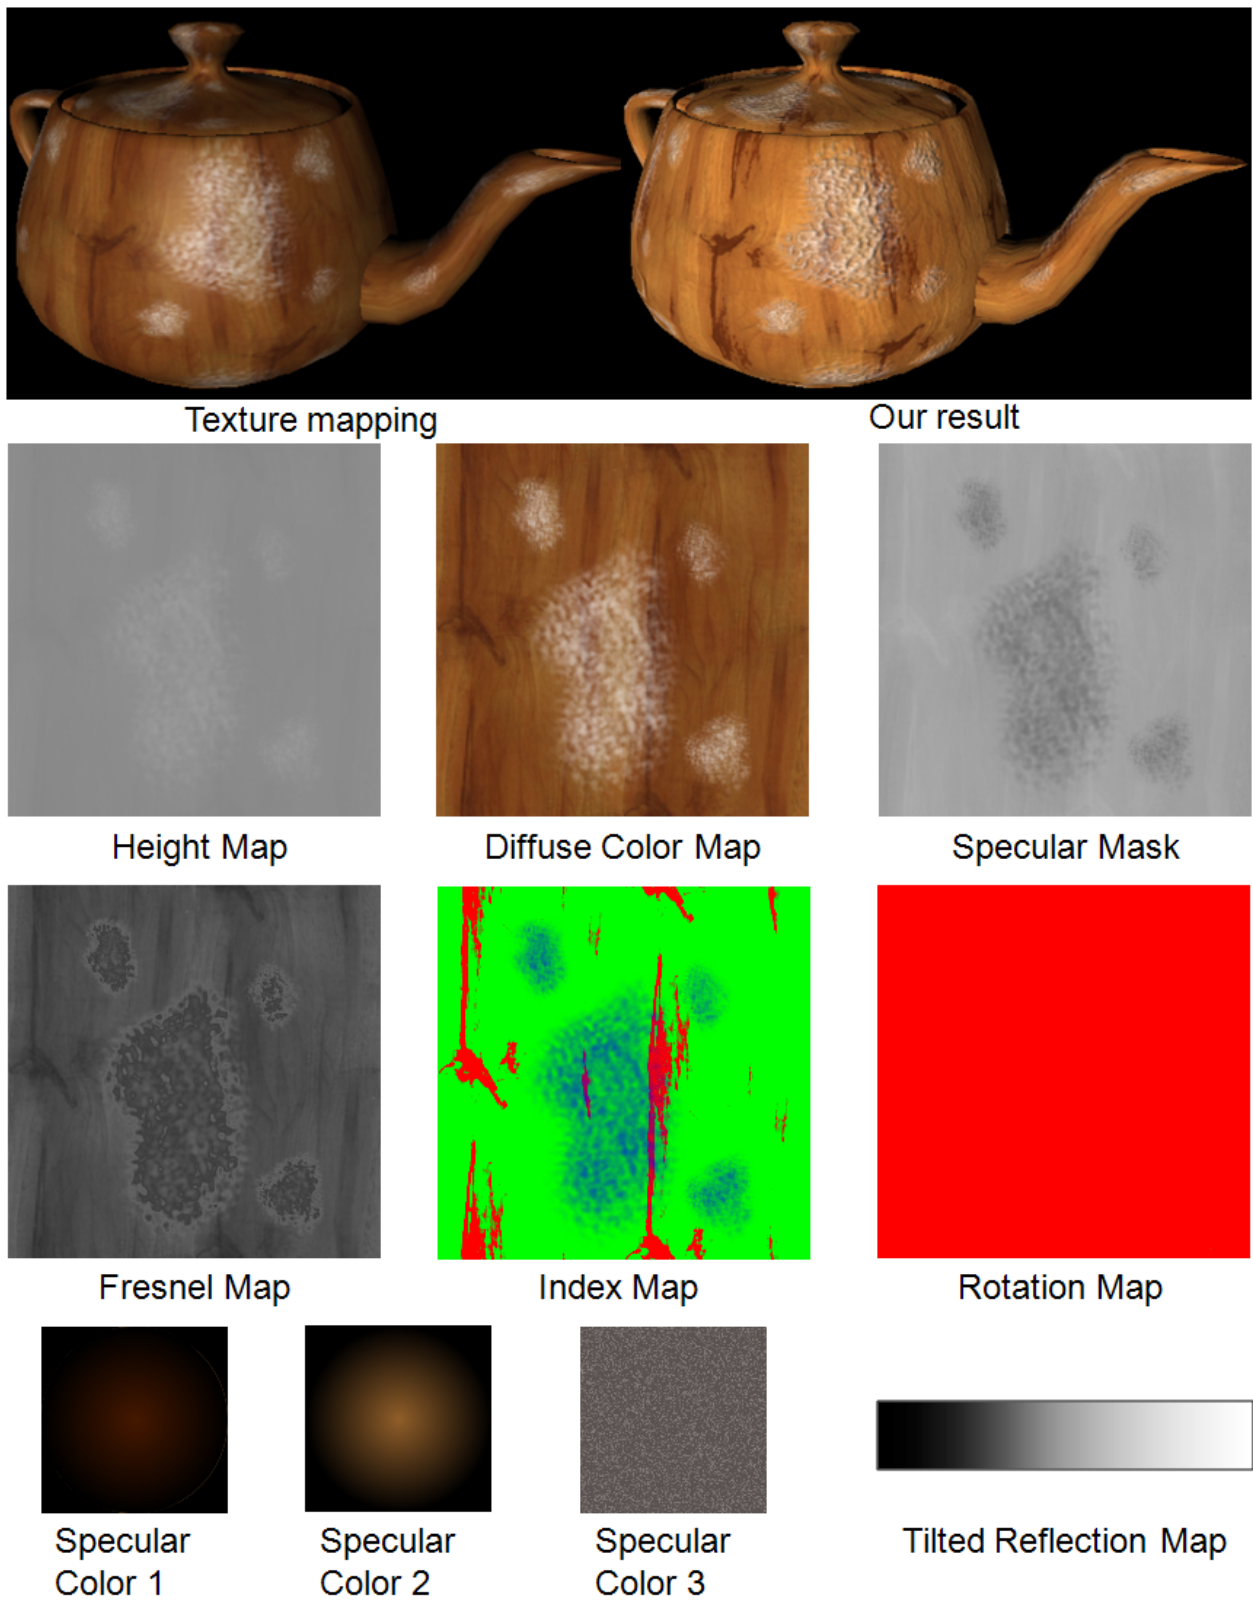 Texture mapping
Our result
Height Map
Diffuse Color Map
Specular Mask
Fresnel Map
Index Map
Rotation Map
Specular
Color 1
Specular
Color 2
Specular
Color 3
Tilted Reflection Map